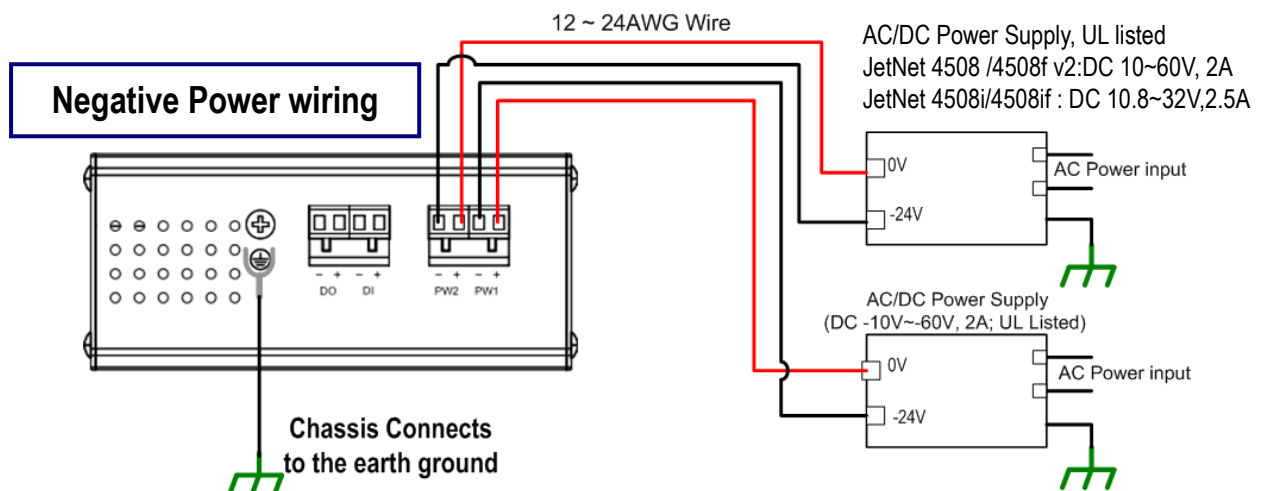 12 ~ 24AWG Wire
AC/DC Power Supply, UL listed
JetNet 4508 /4508f v2:DC 10~60V, 2A
JetNet 4508i/4508if : DC 10.8~32V,2.5A
Negative Power wiring
0V
AC Power input
-24V
- + - +
DO DI
- + - +
PW2 PW1
AC/DC Power Supply
(DC -10V~-60V, 2A; UL Listed)
0V
AC Power input
-24V
Chassis Connects
to the earth ground